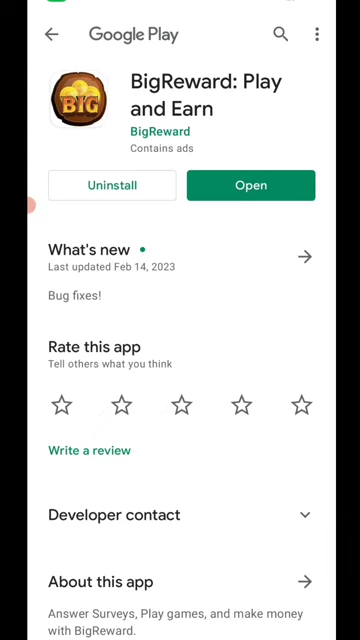 Google Play
BIG
BigReward: Play
and Earn
BigReward
Contains ads
Uninstall
Open
What's new
Last updated Feb 14, 2023
Bug fixes!
Rate this app
Tell others what you think
Write a review
Developer contact
About this app
Answer Surveys, Play games, and make money
with BigReward.